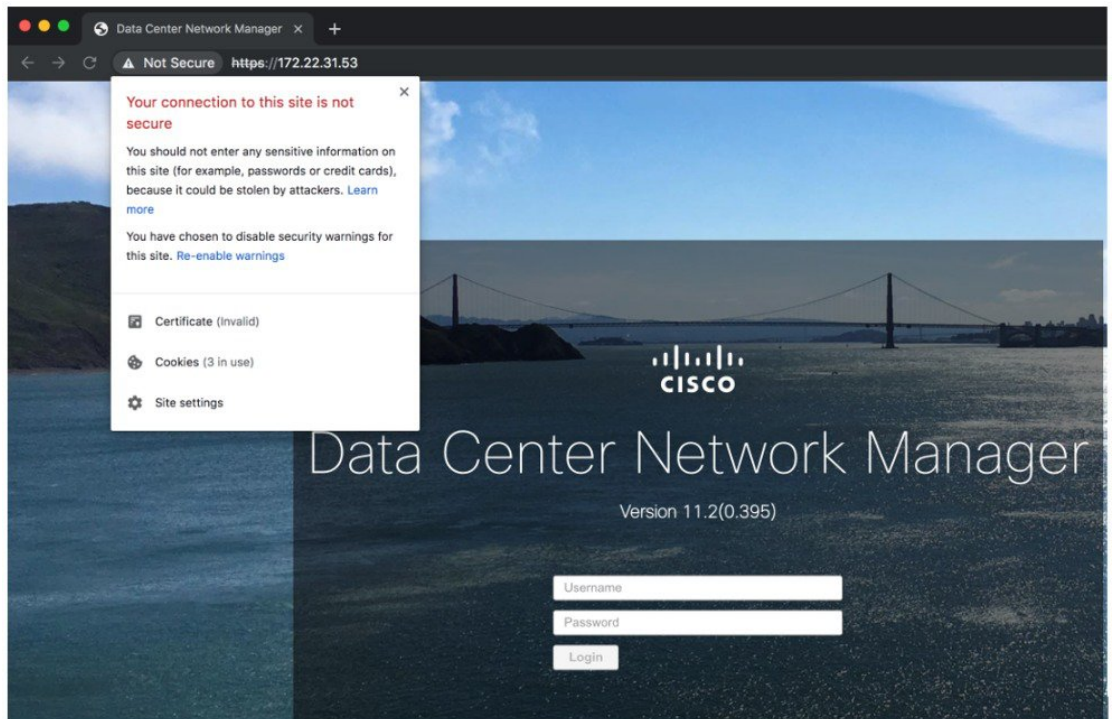 Data Center Network Manager
Not Secure https://172.22.31.53
Your connection to this site is not
secure
You should not enter any sensitive information on
this site (for example, passwords or credit cards),
because it could be stolen by attackers. Learn
more
You have chosen to disable security warnings for
this site. Re-enable warnings
Certificate (Invalid)
Cookies (3 in use)
Site settings
CISCO
Data Center Network Manager
Version 11.2(0.395)
Username
Password
Login